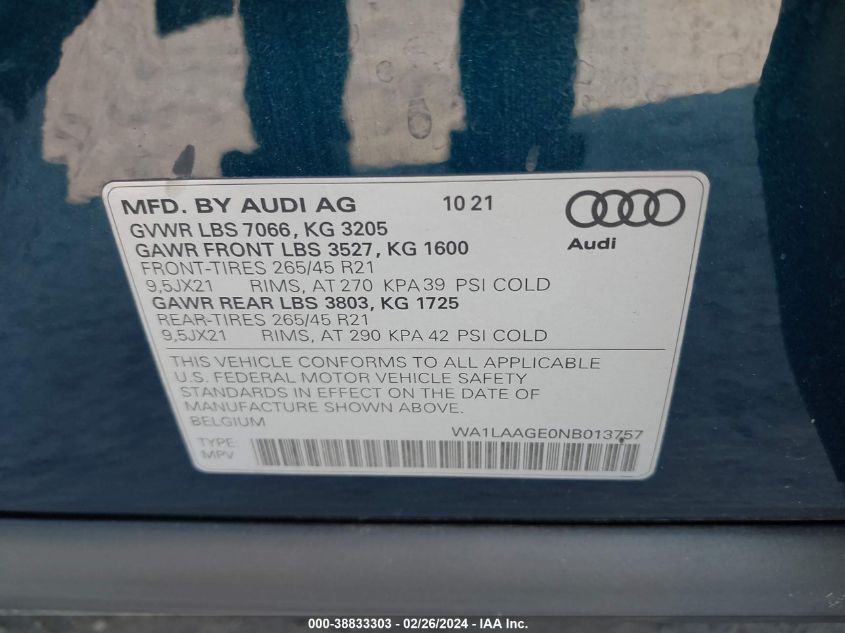 MFD. BY AUDI AG 10 21
Audi
GVWR LBS 7066, KG 3205
GAWR FRONT LBS 3527, KG 1600
FRONT-TIRES 265/45 R21
9,5JX21 RIMS, AT 270 KPA 39 PSI COLD
GAWR REAR LBS 3803, KG 1725
REAR-TIRES 265/45 R21
9,5JX21 RIMS, AT 290 KPA 42 PSI COLD
THIS VEHICLE CONFORMS TO ALL APPLICABLE
U.S. FEDERAL MOTOR VEHICLE SAFETY
STANDARDS IN EFFECT ON THE DATE OF
MANUFACTURE SHOWN ABOVE.
BELGIUM WA1LAAGE0NB013757
TYPE:
MPV
000-38833303 - 02/26/2024 - IAA Inc.